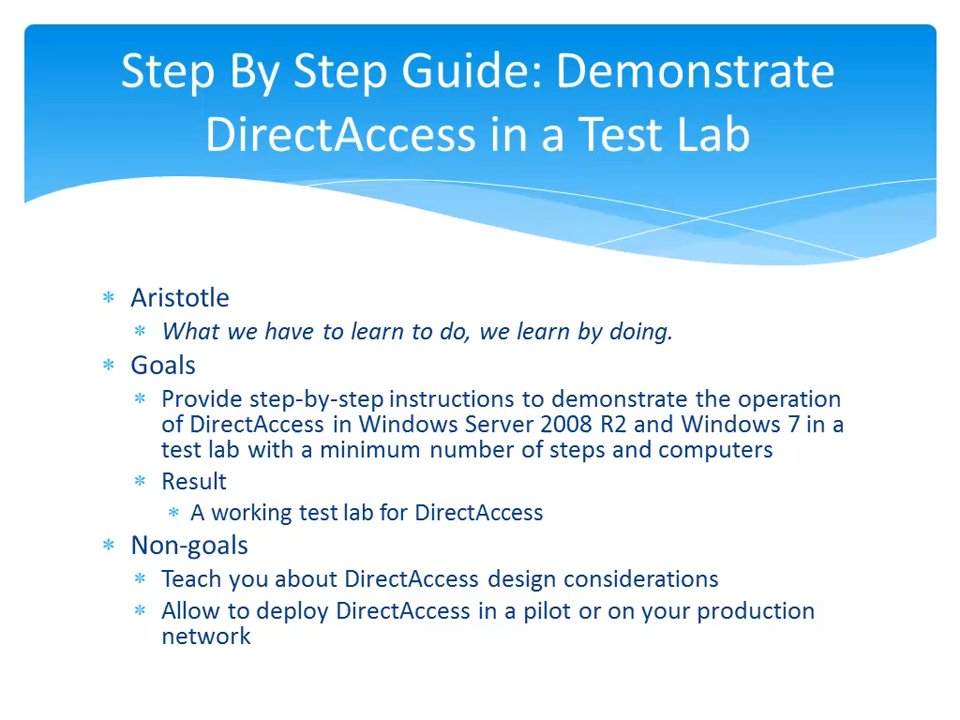 Step By Step Guide: Demonstrate
DirectAccess in a Test Lab
* Aristotle
* What we have to learn to do, we learn by doing.
* Goals
* Provide step-by-step instructions to demonstrate the operation
of DirectAccess in Windows Server 2008 R2 and Windows 7 in a
test lab with a minimum number of steps and computers
* Result
* A working test lab for DirectAccess
* Non-goals
* Teach you about DirectAccess design considerations
* Allow to deploy DirectAccess in a pilot or on your production
network